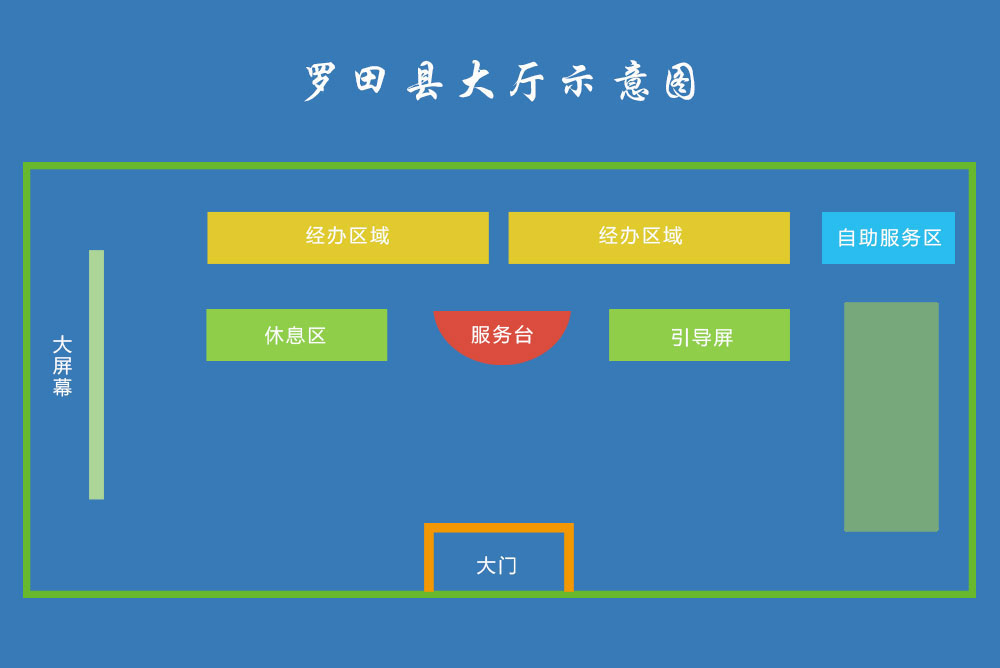 罗田县大厅示意图
经办区域
经办区域
自助服务区
休息区
服务台
引导屏
大屏幕
大门